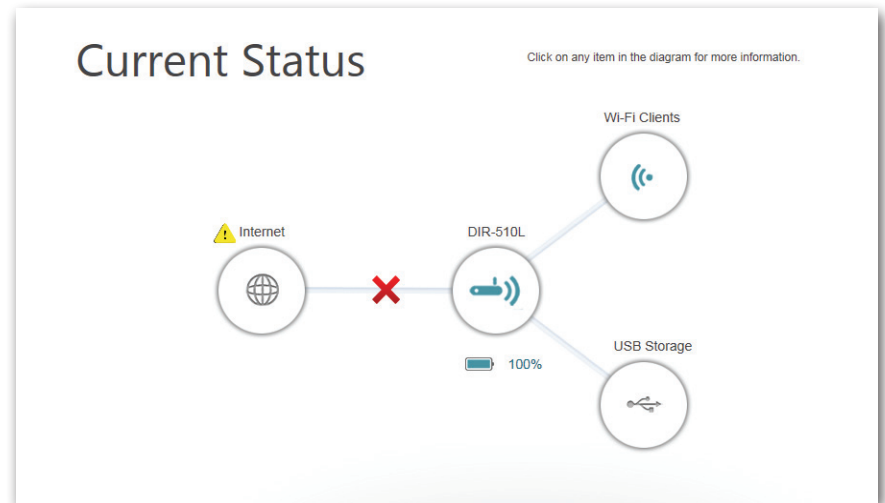 Current Status
Click on any item in the diagram for more information.
Wi-Fi Clients
Internet
DIR-510L
USB Storage
100%